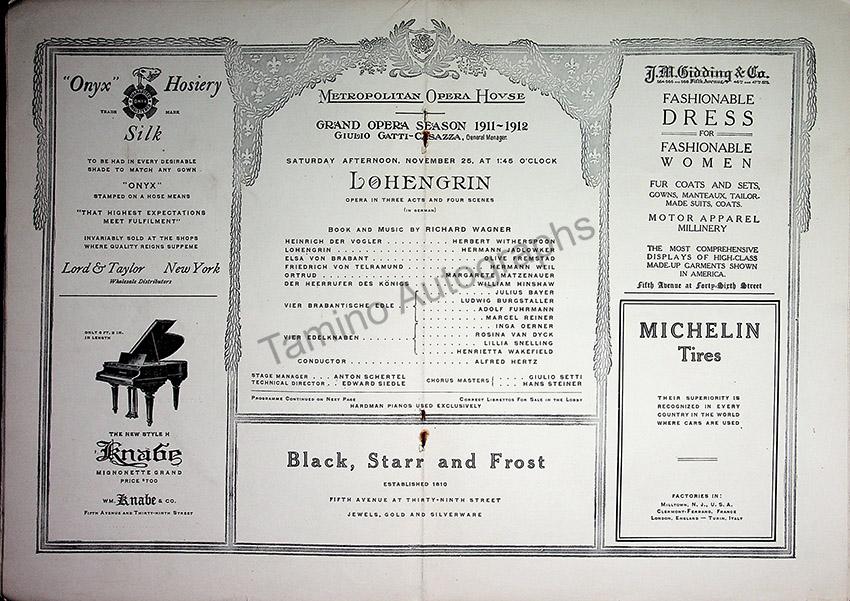 "Onyx" Hosiery
ONYX
TRADE MARK
Silk
TO BE HAD IN EVERY DESIRABLE
SHADE TO MATCH ANY GOWN
"ONYX"
STAMPED ON A HOSE MEANS
"THAT HIGHEST EXPECTATIONS
MEET FULFILMENT"
INVARIABLY SOLD AT THE SHOPS
WHERE QUALITY REIGNS SUPREME
Lord & Taylor New York
Wholesale Distributors
ONLY 5 FT. 2 IN.
IN LENGTH
THE NEW STYLE H
Knabe
MIGNONETTE GRAND
PRICE $700
WM. Knabe & CO.
FIFTH AVENUE AND THIRTY-NINTH STREET
METROPOLITAN OPERA HOVSE
GRAND OPERA SEASON 1911-1912
GIULIO GATTI-CASAZZA, General Manager.
SATURDAY AFTERNOON, NOVEMBER 25, AT 1:45 O'CLOCK
LOHENGRIN
OPERA IN THREE ACTS AND FOUR SCENES
(IN GERMAN)
BOOK AND MUSIC BY RICHARD WAGNER
HEINRICH DER VOGLER HERBERT WITHERSPOON
LOHENGRIN HERMANN JADLOWKER
ELSA VON BRABANT OLIVE FREMSTAD
FRIEDRICH VON TELRAMUND HERMANN WEIL
ORTRUD MARGARETE MATZENAUER
DER HEERRUFER DES KÖNIGS WILLIAM HINSHAW
JULIUS BAYER
LUDWIG BURGSTALLER
VIER BRABANTISCHE EDLE ADOLF FUHRMANN
MARCEL REINER
INGA OERNER
VIER EDELKNABEN ROSINA VAN DYCK
LILLIA SNELLING
HENRIETTA WAKEFIELD
CONDUCTOR ALFRED HERTZ
STAGE MANAGER ANTON SCHERTEL
TECHNICAL DIRECTOR EDWARD SIEDLE
CHORUS MASTERS GIULIO SETTI
HANS STEINER
PROGRAMME CONTINUED ON NEXT PAGE CORRECT LIBRETTOS FOR SALE IN THE LOBBY
HARDMAN PIANOS USED EXCLUSIVELY
Black, Starr and Frost
ESTABLISHED 1810
FIFTH AVENUE AT THIRTY-NINTH STREET
JEWELS, GOLD AND SILVERWARE
J.M. Gidding & Co.
564 565 AND 568 Fifth Avenue 46TH AND 47TH STS.
FASHIONABLE
DRESS
FOR
FASHIONABLE
WOMEN
FUR COATS AND SETS,
GOWNS, MANTEAUX, TAILOR-
MADE SUITS, COATS.
MOTOR APPAREL
MILLINERY
THE MOST COMPREHENSIVE
DISPLAYS OF HIGH-CLASS
MADE-UP GARMENTS SHOWN
IN AMERICA.
Fifth Avenue at Forty-Sixth Street
MICHELIN
Tires
THEIR SUPERIORITY IS
RECOGNIZED IN EVERY
COUNTRY IN THE WORLD
WHERE CARS ARE USED
FACTORIES IN:
MILLTOWN, N. J., U. S. A.
CLERMONT-FERRAND, FRANCE
LONDON, ENGLAND — TURIN, ITALY
Tamino Autographs